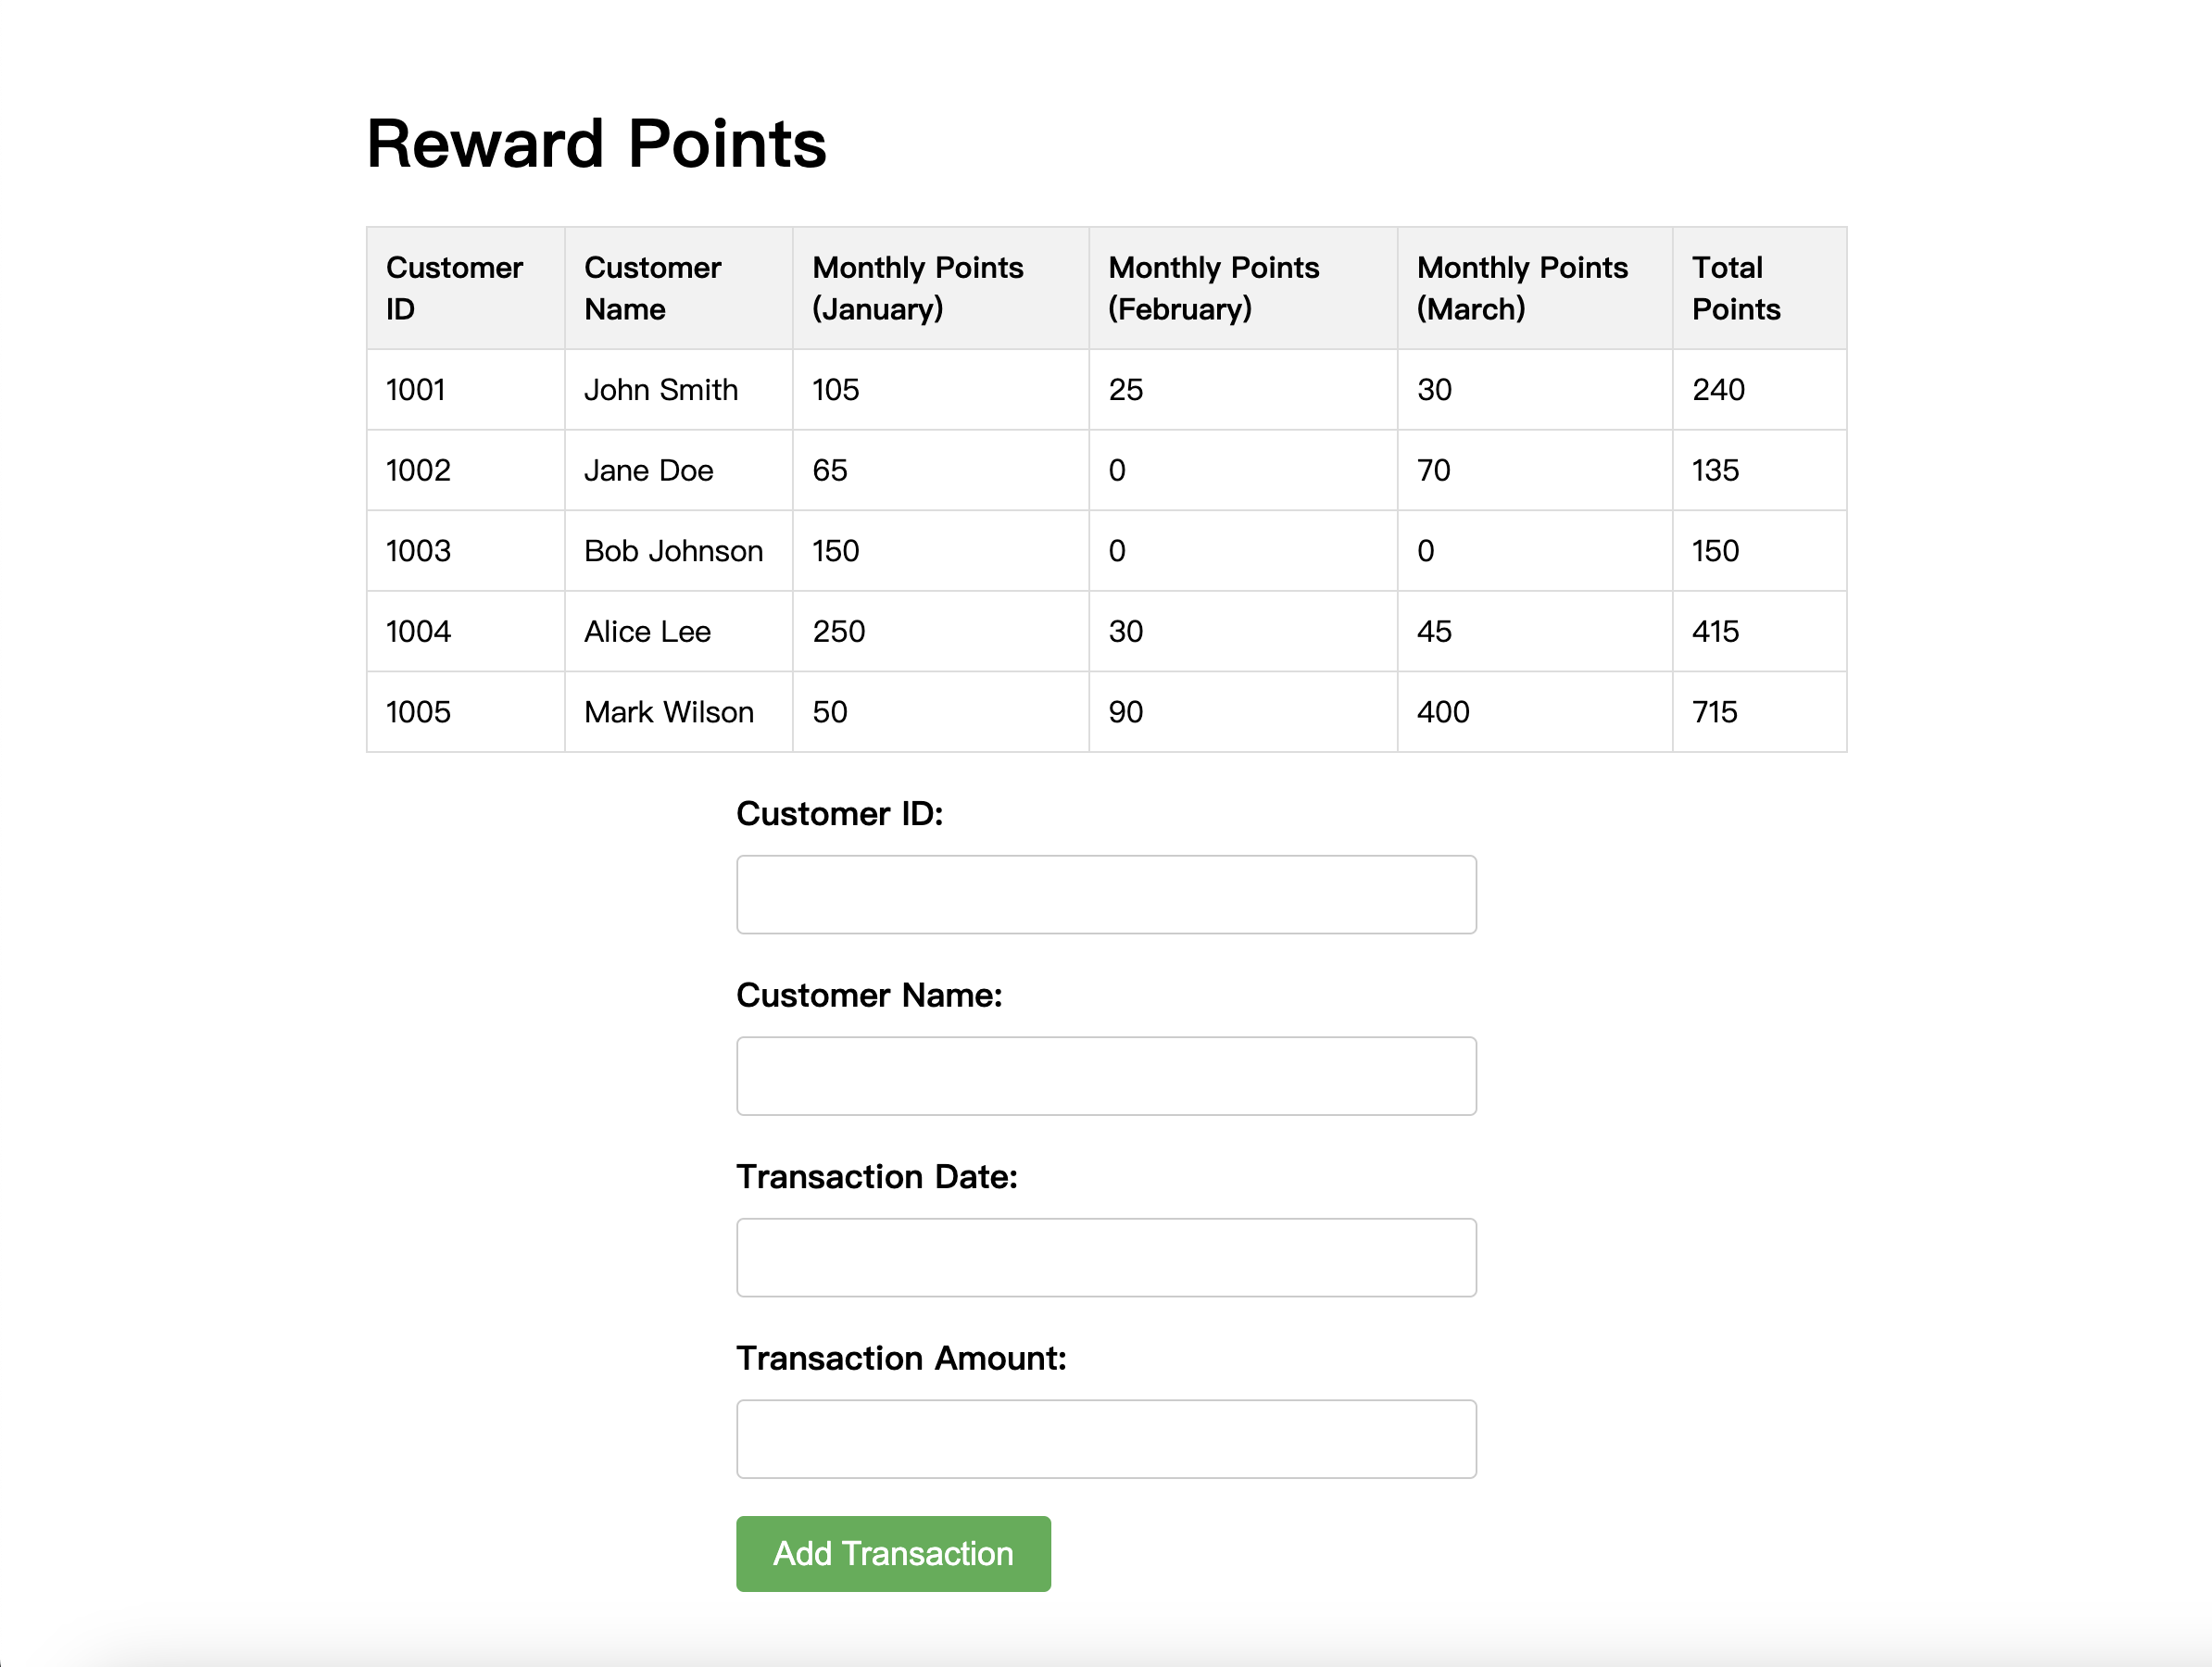 Reward Points
Customer ID Customer Name Monthly Points (January) Monthly Points (February) Monthly Points (March) Total Points
1001 John Smith 105 25 30 240
1002 Jane Doe 65 0 70 135
1003 Bob Johnson 150 0 0 150
1004 Alice Lee 250 30 45 415
1005 Mark Wilson 50 90 400 715
Customer ID:
Customer Name:
Transaction Date:
Transaction Amount:
Add Transaction